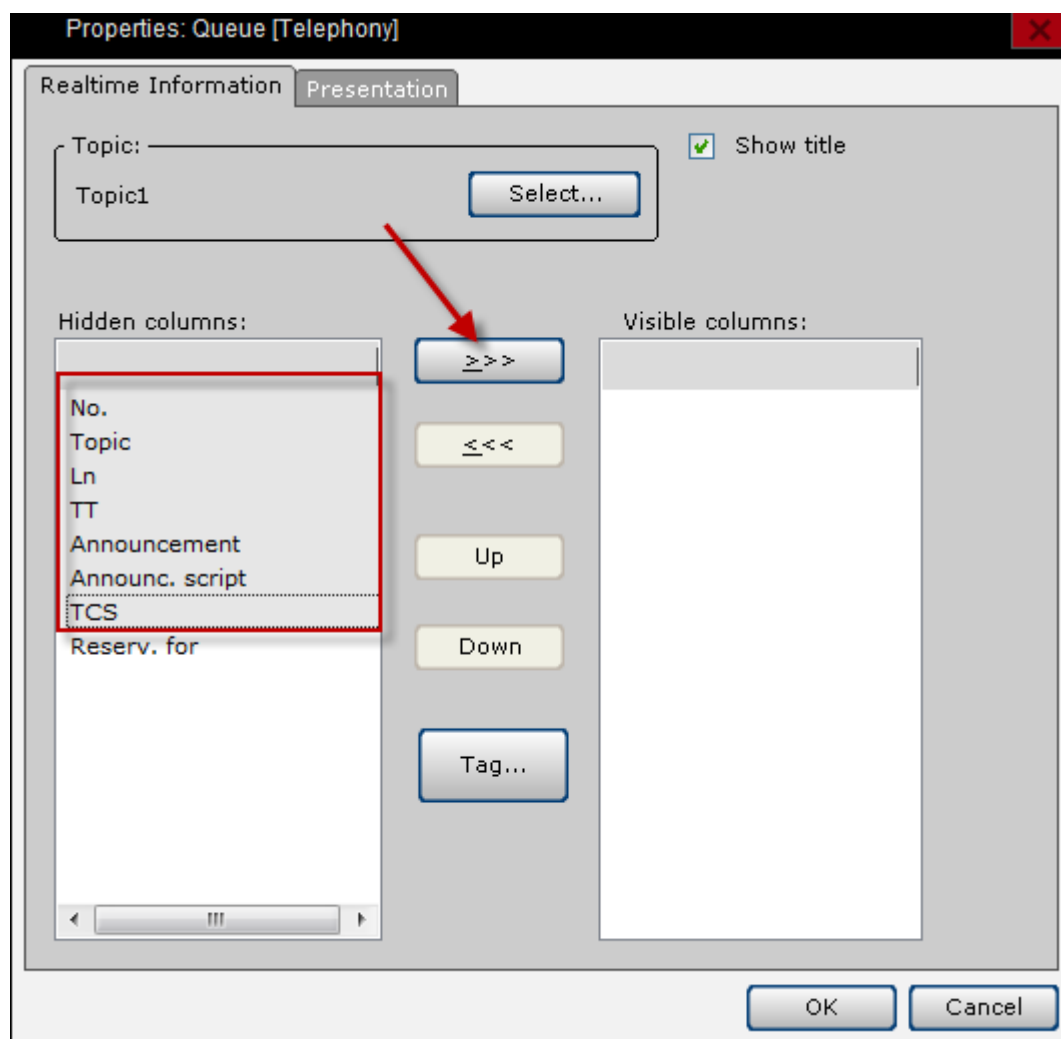 Properties: Queue [Telephony]
Realtime Information
Presentation
Topic:
Show title
Topic1
Select...
Hidden columns:
Visible columns:
>>>
No.
Topic
<<<
Ln
TT
Announcement
Up
Announc. script
TCS
Reserv. for
Down
Tag...
OK
Cancel